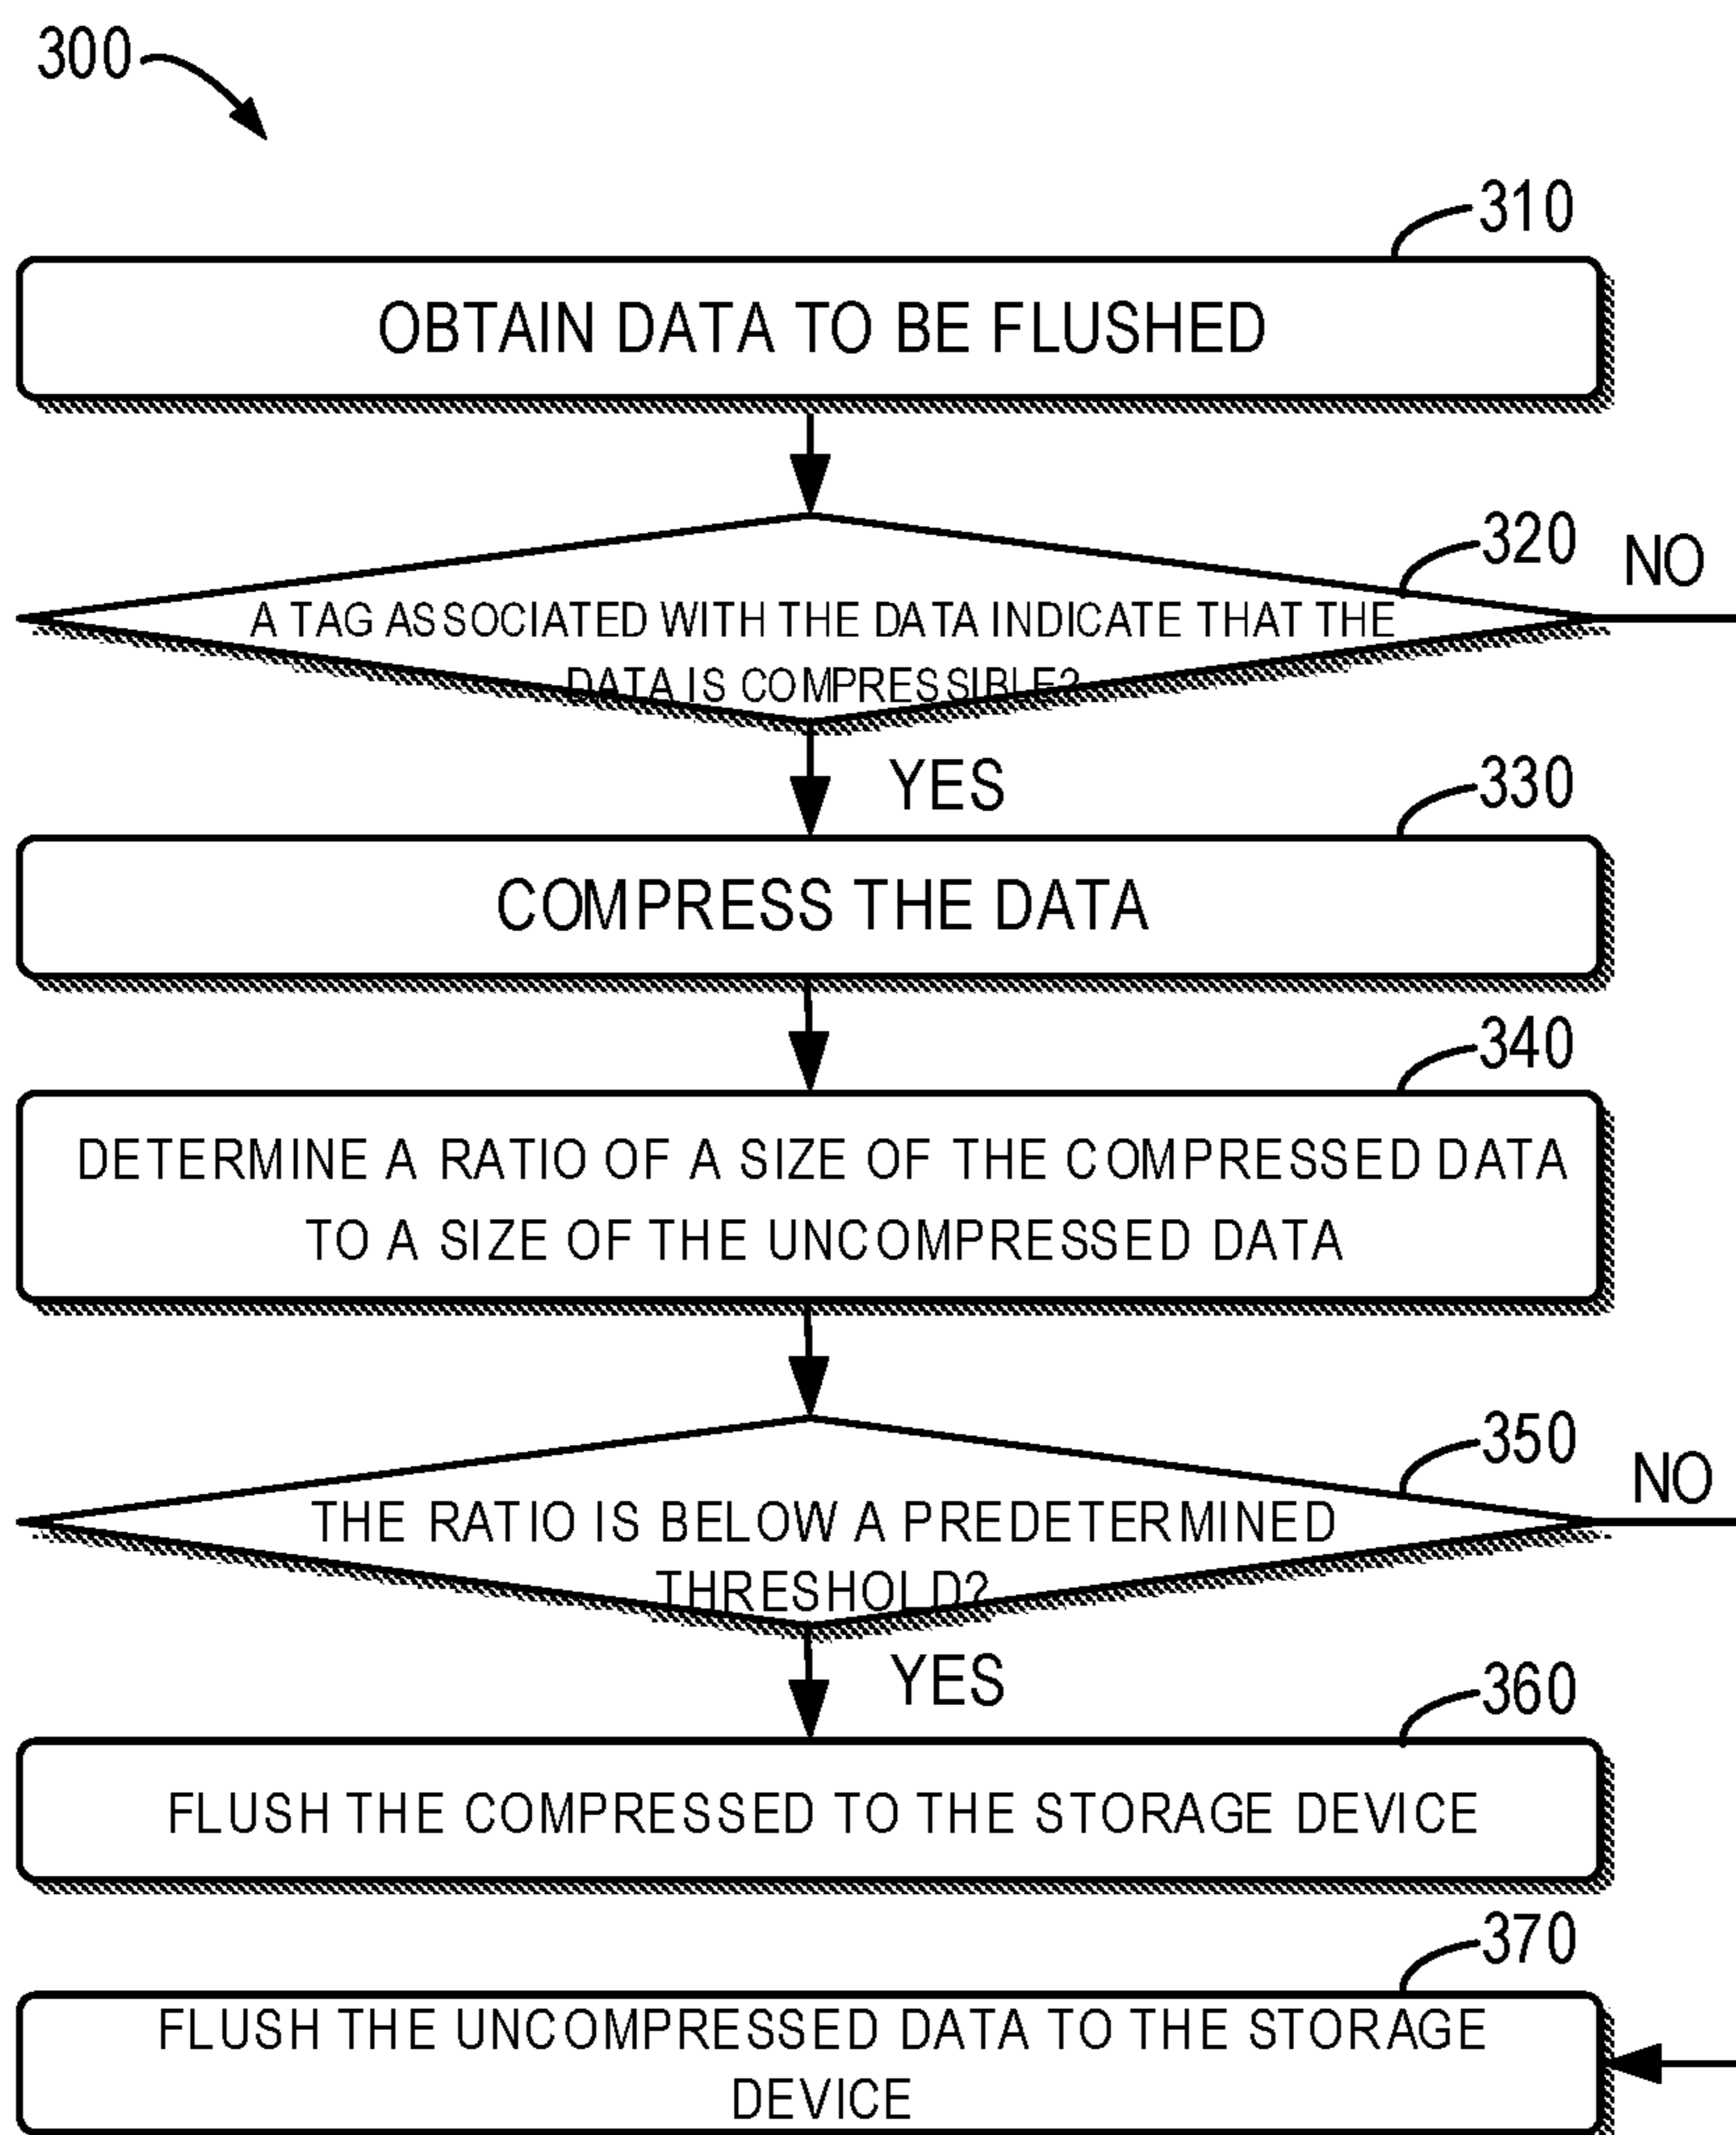 300
310
OBTAIN DATA TO BE FLUSHED
320
NO
A TAG ASSOCIATED WITH THE DATA INDICATE THAT THE
DATA IS COMPRESSIBLE?
YES
330
COMPRESS THE DATA
340
DETERMINE A RATIO OF A SIZE OF THE COMPRESSED DATA
TO A SIZE OF THE UNCOMPRESSED DATA
350
NO
THE RATIO IS BELOW A PREDETERMINED
THRESHOLD?
YES
360
FLUSH THE COMPRESSED TO THE STORAGE DEVICE
370
FLUSH THE UNCOMPRESSED DATA TO THE STORAGE
DEVICE